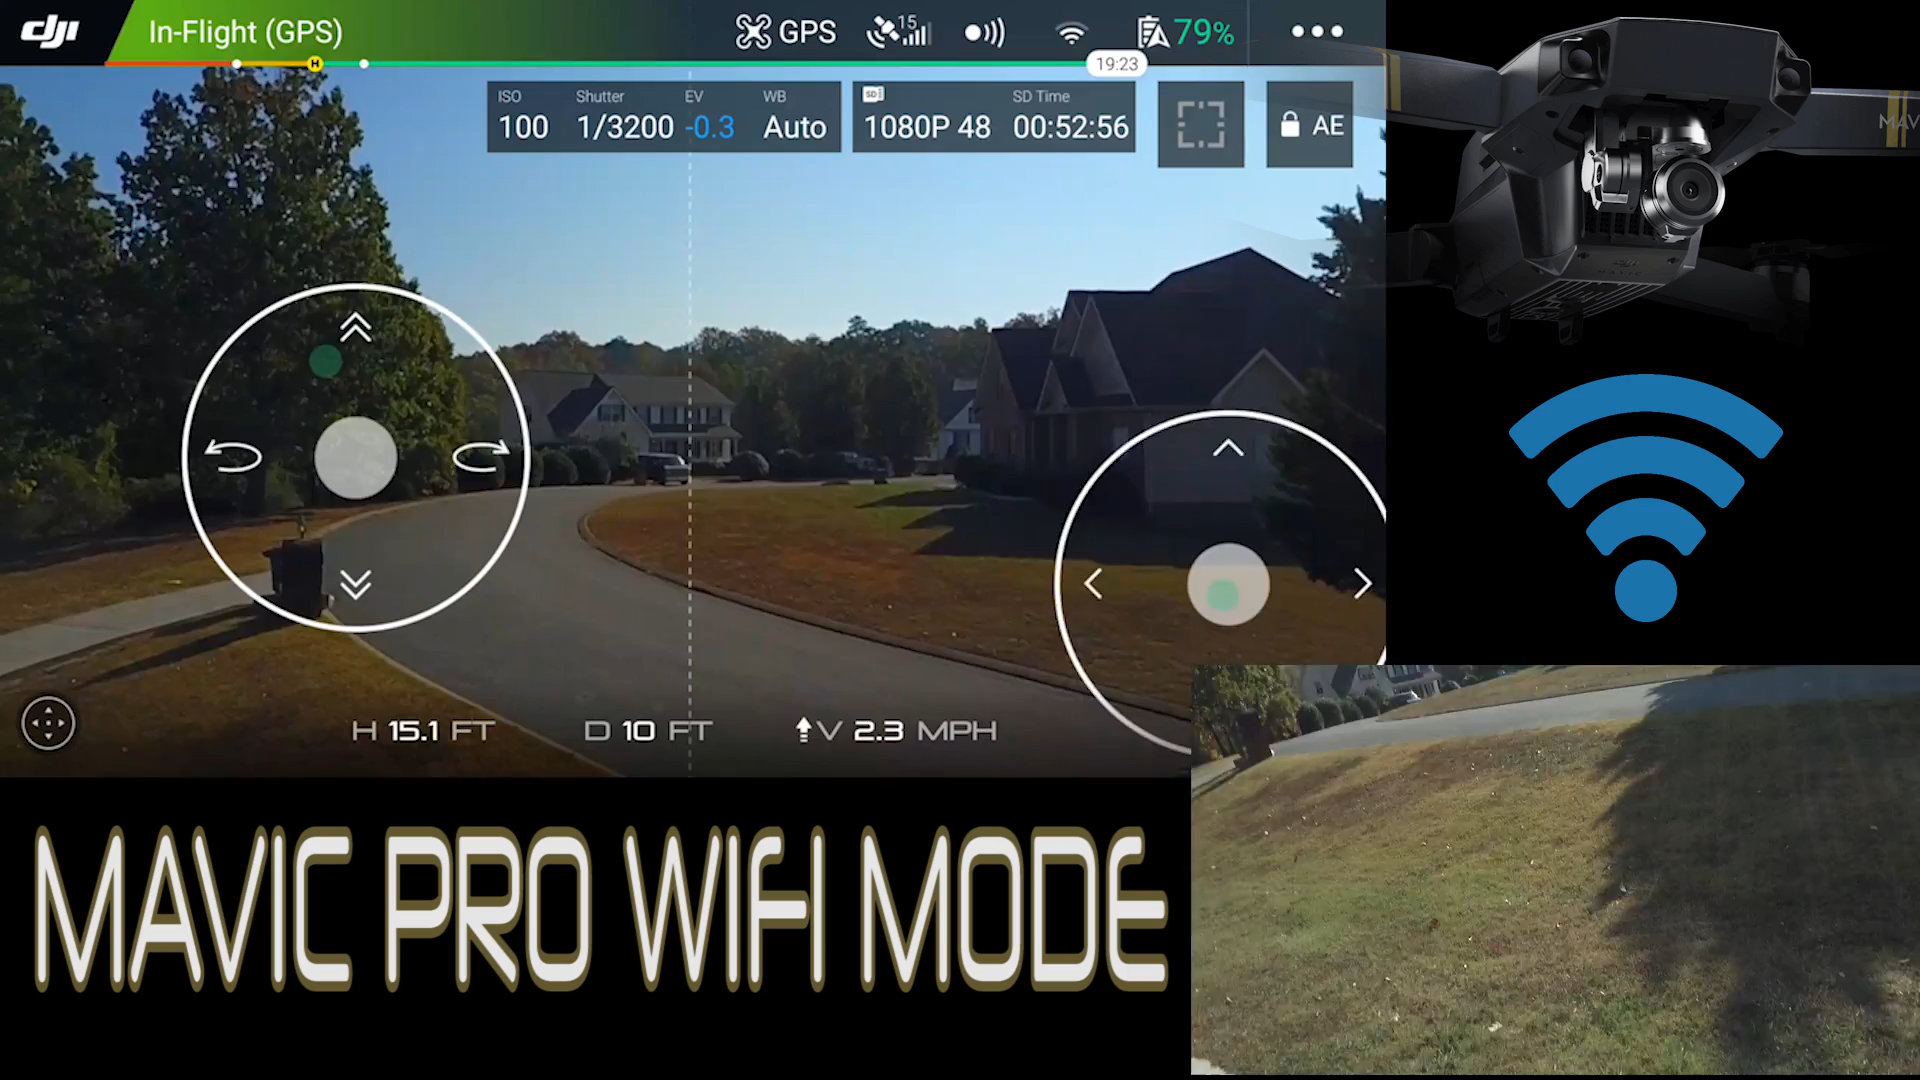 dji In-Flight (GPS) GPS 15 79%
19:23
ISO Shutter EV WB SD SD Time
100 1/3200 -0.3 Auto 1080P 48 00:52:56 AE
H
MAV
H 15.1 FT D 10 FT V 2.3 MPH
MAVIC PRO WIFI MODE